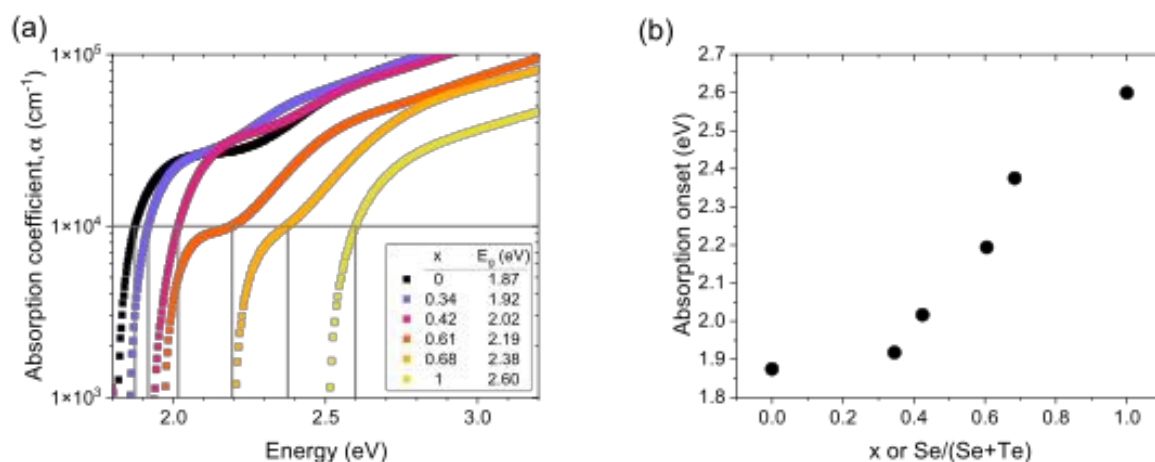 (a)
Absorption coefficient, α (cm⁻¹)
1×10⁵
1×10⁴
1×10³
2.0 2.5 3.0
Energy (eV)
x E_g (eV)
0 1.87
0.34 1.92
0.42 2.02
0.61 2.19
0.68 2.38
1 2.60
(b)
Absorption onset (eV)
2.7
2.6
2.5
2.4
2.3
2.2
2.1
2.0
1.9
1.8
0.0 0.2 0.4 0.6 0.8 1.0
x or Se/(Se+Te)